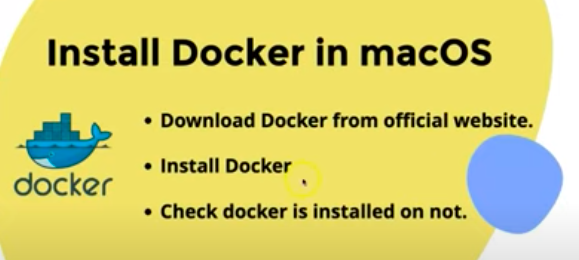 Install Docker in macOS
• Download Docker from official website.
• Install Docker
• Check docker is installed on not.
docker